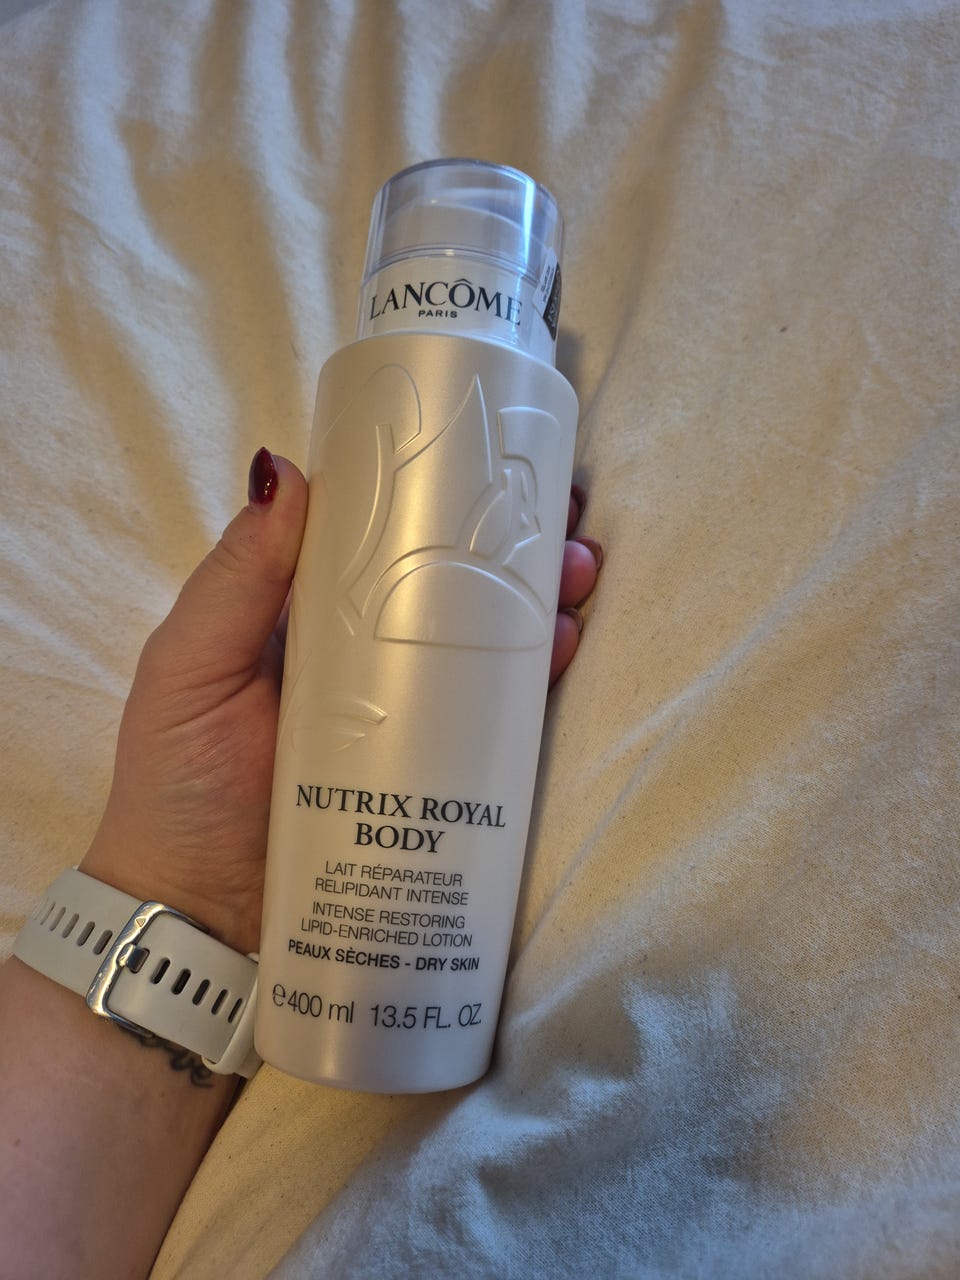 LANCÔME
PARIS
NUTRIX ROYAL
BODY
LAIT RÉPARATEUR
RELIPIDANT INTENSE
INTENSE RESTORING
LIPID-ENRICHED LOTION
PEAUX SÈCHES - DRY SKIN
℮400 ml 13.5 FL. OZ.